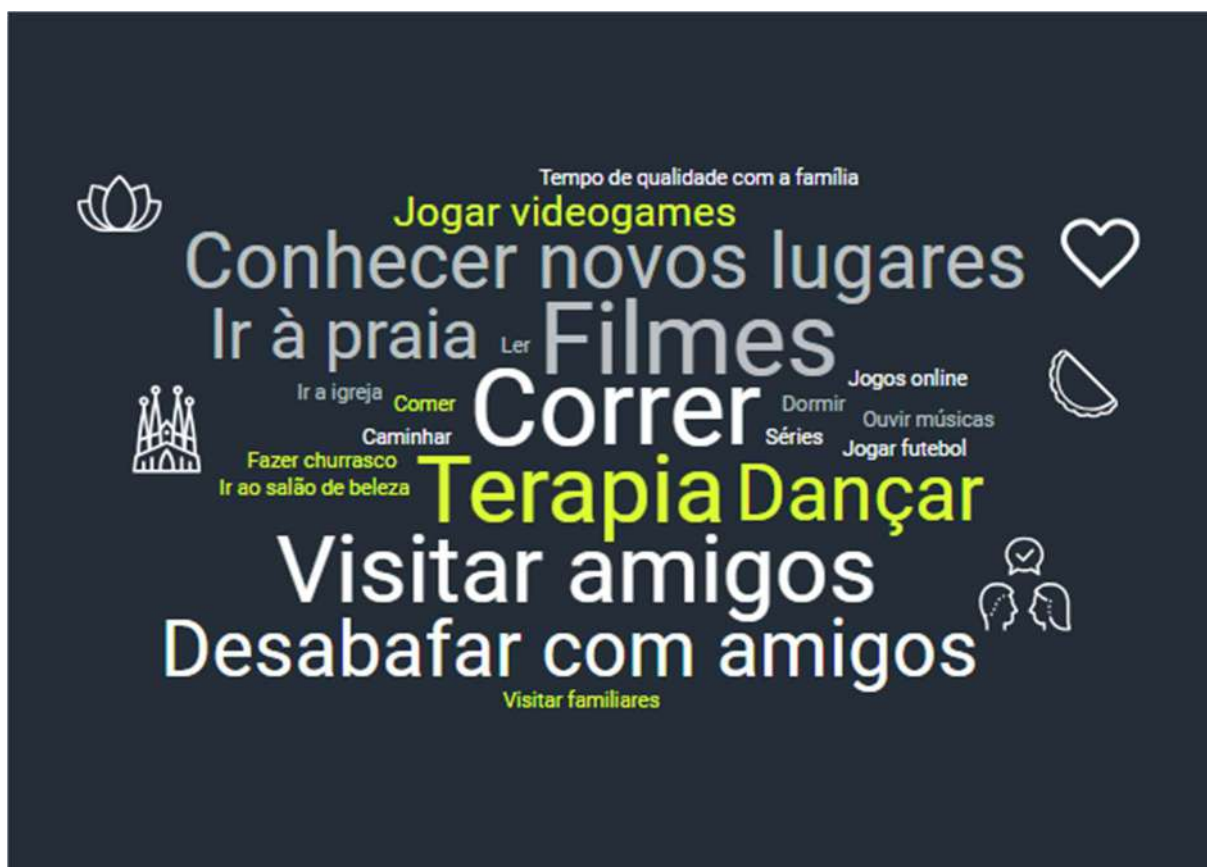 Tempo de qualidade com a família
Jogar videogames
Conhecer novos lugares
Ir à praia
Ler
Filmes
Ir a igreja
Comer
Correr
Jogos online
Dormir
Ouvir músicas
Caminhar
Séries
Jogar futebol
Fazer churrasco
Ir ao salão de beleza
Terapia
Dançar
Visitar amigos
Desabafar com amigos
Visitar familiares